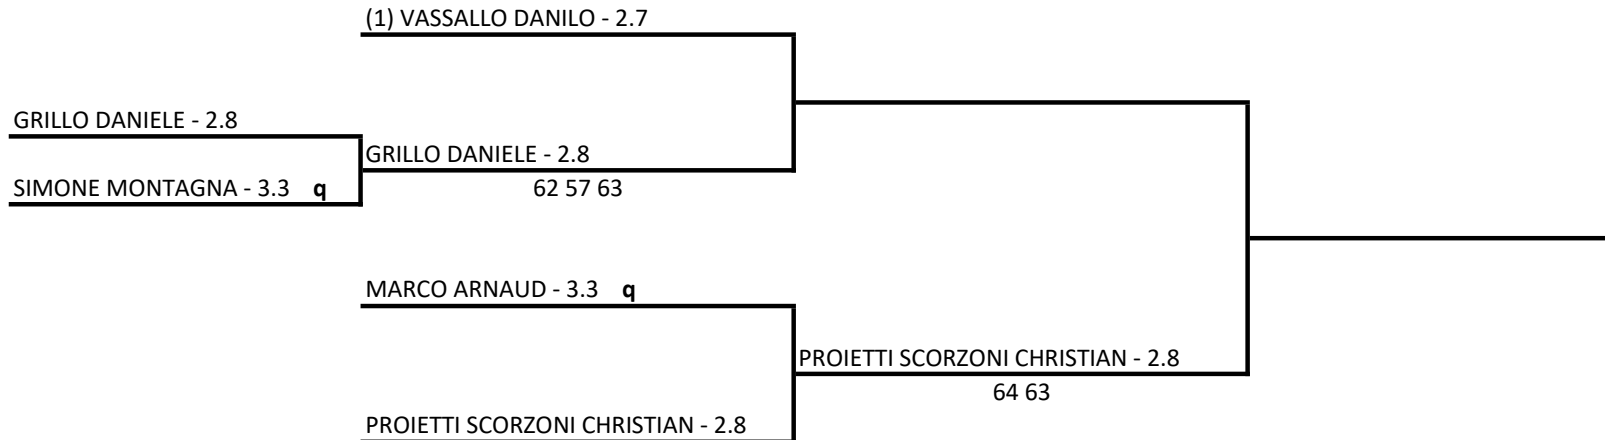 (1) VASSALLO DANILO - 2.7
GRILLO DANIELE - 2.8
GRILLO DANIELE - 2.8
SIMONE MONTAGNA - 3.3 q
62 57 63
MARCO ARNAUD - 3.3 q
PROIETTI SCORZONI CHRISTIAN - 2.8
64 63
PROIETTI SCORZONI CHRISTIAN - 2.8